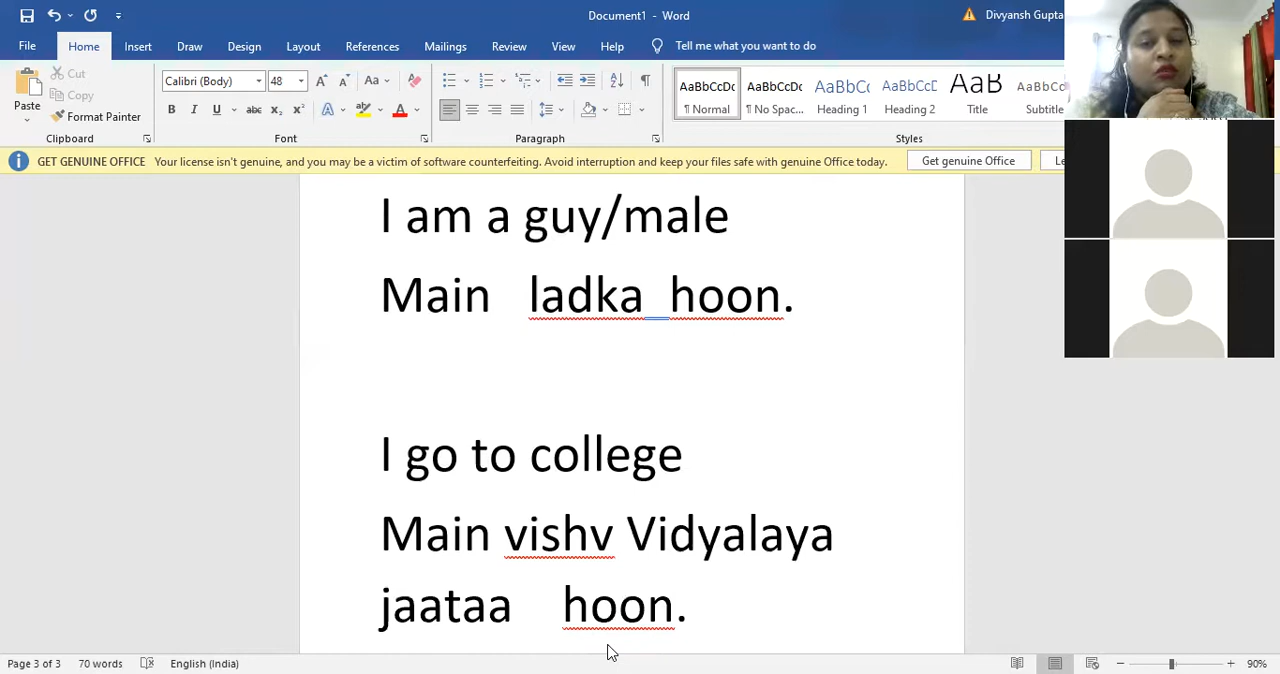 Document1 - Word
Divyansh Gupta
File Home Insert Draw Design Layout References Mailings Review View Help Tell me what you want to do
Paste
Cut
Copy
Format Painter
Calibri (Body) 48
AaBbCcDc AaBbCcDc AaBbCc AaBbCcD AaB AaBbCcD
¶ Normal ¶ No Spac... Heading 1 Heading 2 Title Subtitle
Clipboard Font Paragraph Styles
GET GENUINE OFFICE Your license isn't genuine, and you may be a victim of software counterfeiting. Avoid interruption and keep your files safe with genuine Office today. Get genuine Office Le
I am a guy/male
Main ladka hoon.
I go to college
Main vishv Vidyalaya
jaataa hoon.
Page 3 of 3 70 words English (India) 90%